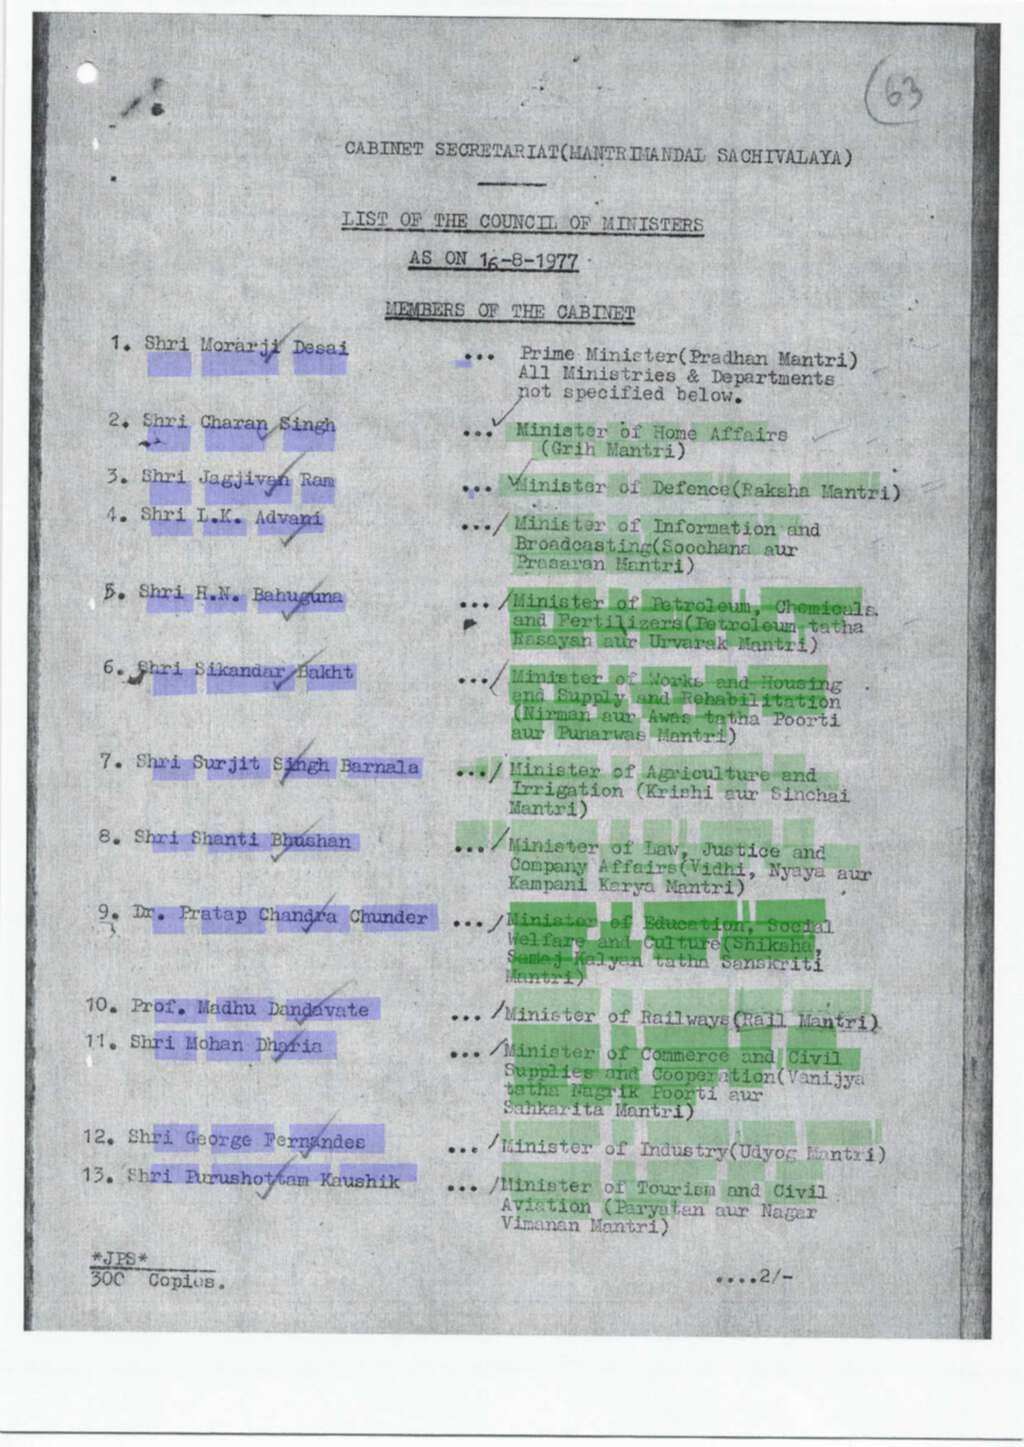 63
CABINET SECRETARIAT(MANTRIMANDAL SACHIVALAYA)
LIST OF THE COUNCIL OF MINISTERS
AS ON 16-8-1977
MEMBERS OF THE CABINET
1. Shri Morarji Desai ... Prime Minister(Pradhan Mantri)
All Ministries & Departments
not specified below.
2. Shri Charan Singh ... Minister of Home Affairs
(Grih Mantri)
3. Shri Jagjivan Ram ... Minister of Defence(Raksha Mantri)
4. Shri L.K. Advani ... Minister of Information and
Broadcasting(Soochana aur
Prasaran Mantri)
5. Shri H.N. Bahuguna ... Minister of Petroleum, Chemicals
and Fertilizers(Petroleum tatha
Rasayan aur Urvarak Mantri)
6. Shri Sikandar Bakht ... Minister of Works and Housing
and Supply and Rehabilitation
(Nirman aur Awas tatha Poorti
aur Punarwas Mantri)
7. Shri Surjit Singh Barnala ... Minister of Agriculture and
Irrigation (Krishi aur Sinchai
Mantri)
8. Shri Shanti Bhushan ... Minister of Law, Justice and
Company Affairs(Vidhi, Nyaya aur
Kampani Karya Mantri)
9. Dr. Pratap Chandra Chunder ... Minister of Education, Social
Welfare and Culture(Shiksha,
Samaj Kalyan tatha Sanskriti
Mantri)
10. Prof. Madhu Dandavate ... Minister of Railways(Rail Mantri)
11. Shri Mohan Dharia ... Minister of Commerce and Civil
Supplies and Cooperation(Vanijya
tatha Nagrik Poorti aur
Sahkarita Mantri)
12. Shri George Fernandes ... Minister of Industry(Udyog Mantri)
13. Shri Purushottam Kaushik ... Minister of Tourism and Civil
Aviation (Paryatan aur Nagar
Vimanan Mantri)
*JPS*
300 Copies.
....2/-